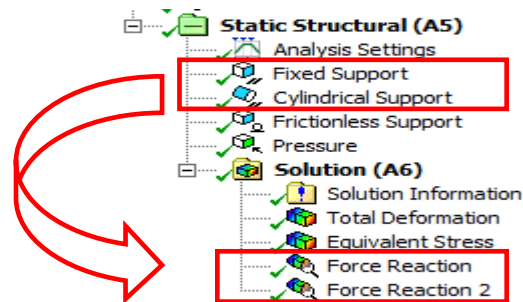 Static Structural (A5)
Analysis Settings
Fixed Support
Cylindrical Support
Frictionless Support
Pressure
Solution (A6)
Solution Information
Total Deformation
Equivalent Stress
Force Reaction
Force Reaction 2